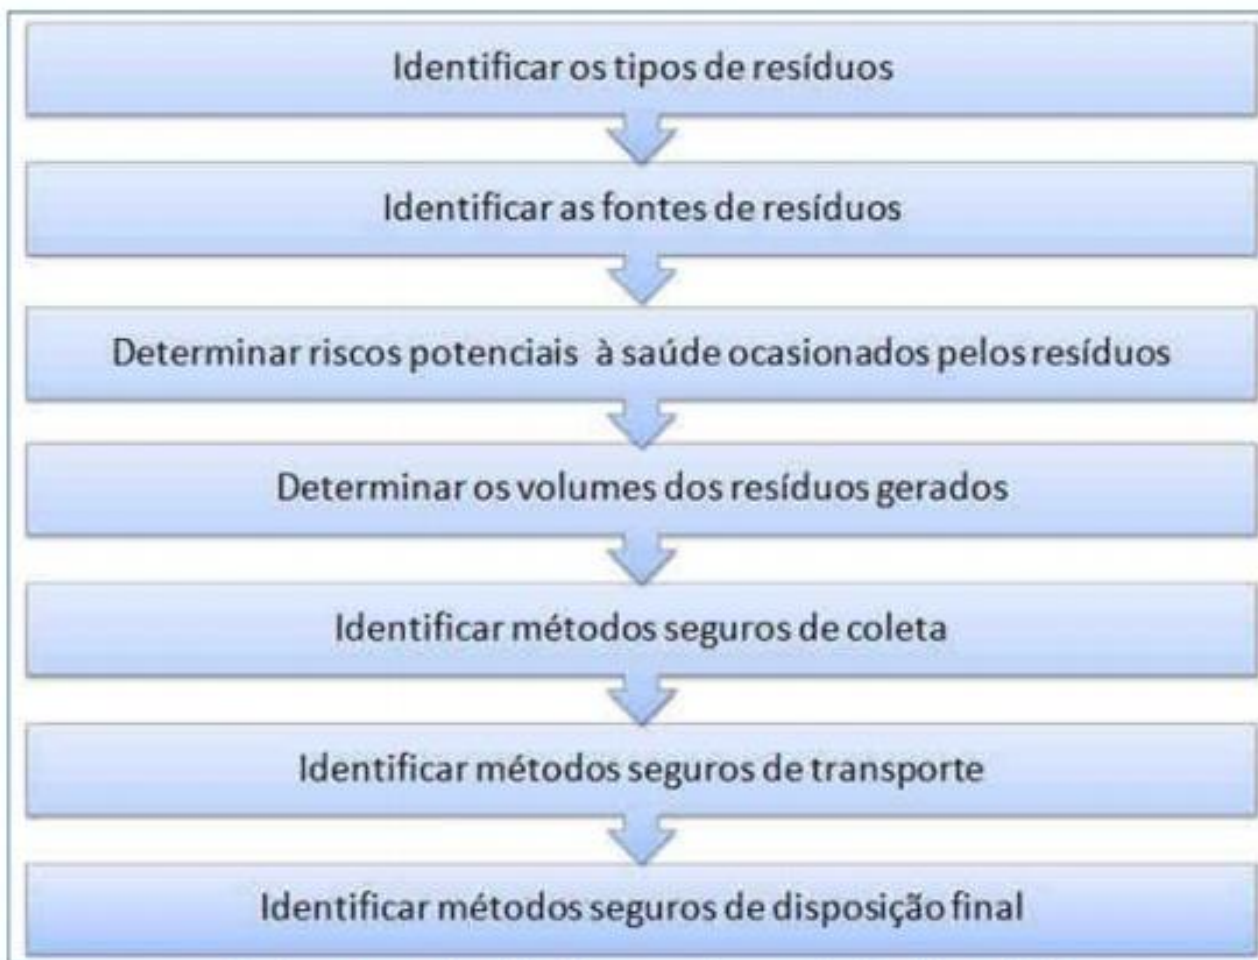 Identificar os tipos de resíduos
Identificar as fontes de resíduos
Determinar riscos potenciais à saúde ocasionados pelos resíduos
Determinar os volumes dos resíduos gerados
Identificar métodos seguros de coleta
Identificar métodos seguros de transporte
Identificar métodos seguros de disposição final